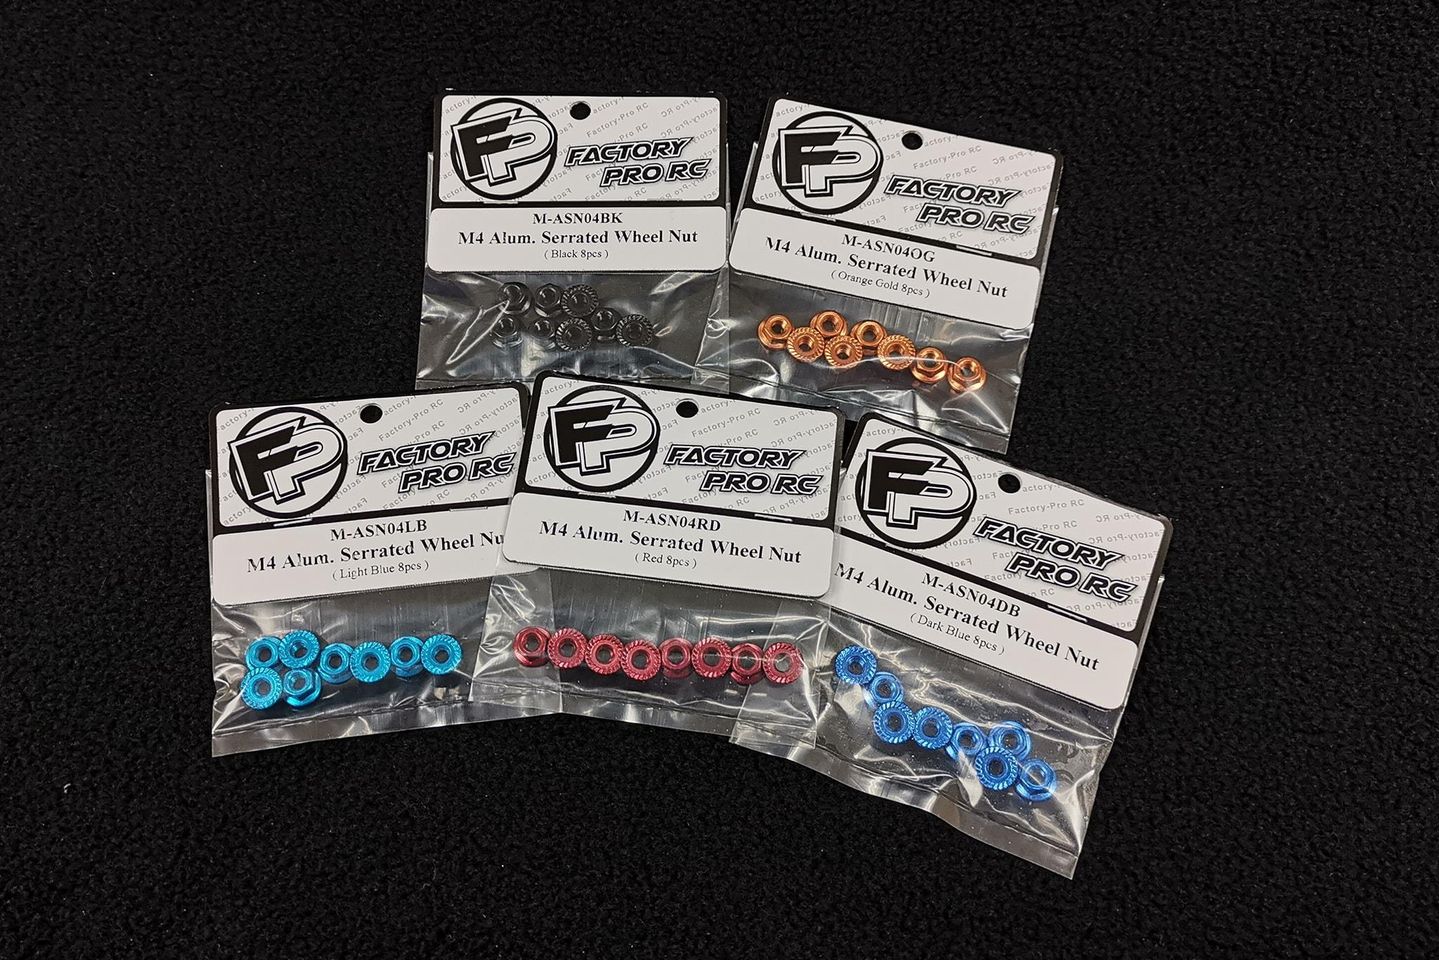 FP
FACTORY
PRO RC
M-ASN04BK
M4 Alum. Serrated Wheel Nut
( Black 8pcs )
FP
FACTORY
PRO RC
M-ASN04OG
M4 Alum. Serrated Wheel Nut
( Orange Gold 8pcs )
FP
FACTORY
PRO RC
M-ASN04LB
M4 Alum. Serrated Wheel Nu
( Light Blue 8pcs )
FP
FACTORY
PRO RC
M-ASN04RD
M4 Alum. Serrated Wheel Nut
( Red 8pcs )
FP
FACTORY
PRO RC
M-ASN04DB
M4 Alum. Serrated Wheel Nut
( Dark Blue 8pcs )